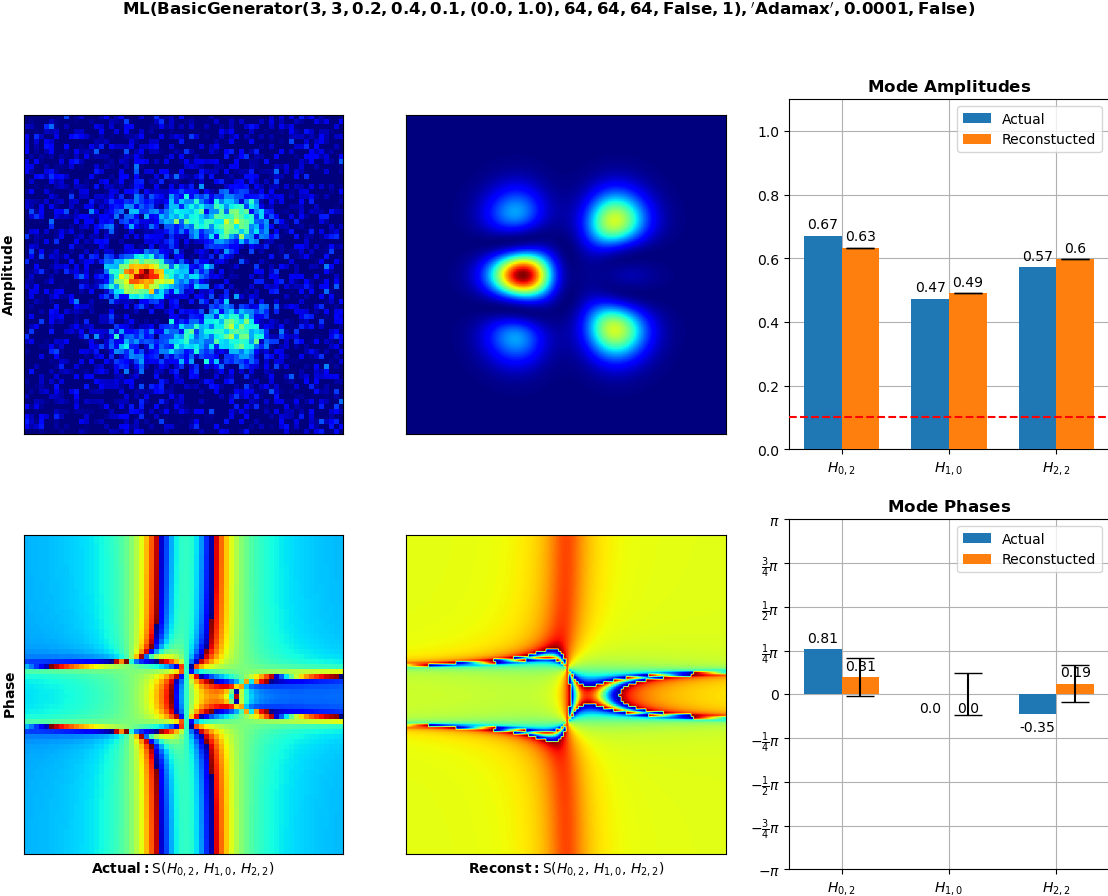 ML(BasicGenerator(3, 3, 0.2, 0.4, 0.1, (0.0, 1.0), 64, 64, 64, False, 1), ′Adamax′, 0.0001, False)
Amplitude
Mode Amplitudes
Actual
Reconstucted
1.0
0.8
0.6
0.4
0.2
0.0
0.67
0.63
0.47
0.49
0.57
0.6
H0, 2
H1, 0
H2, 2
Phase
Actual: S(H0, 2, H1, 0, H2, 2)
Reconst: S(H0, 2, H1, 0, H2, 2)
Mode Phases
Actual
Reconstucted
π
3/4π
1/2π
1/4π
0
−1/4π
−1/2π
−3/4π
−π
0.81
0.0
0.0
-0.35
0.19
H0, 2
H1, 0
H2, 2